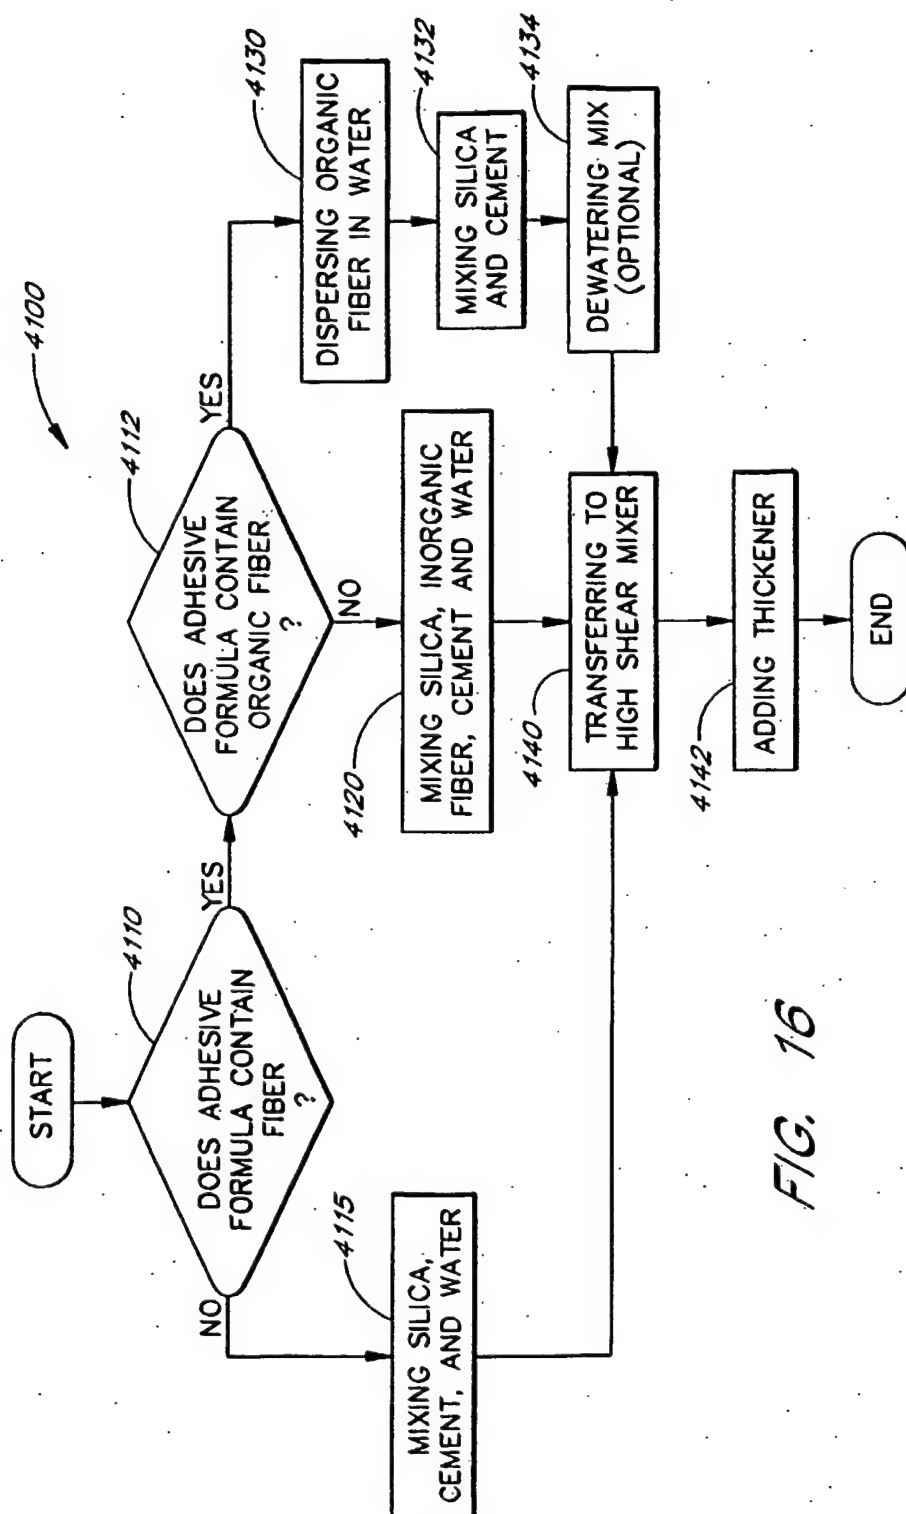 4100
START
4110
DOES ADHESIVE
FORMULA CONTAIN
FIBER
?
NO
YES
4112
DOES ADHESIVE
FORMULA CONTAIN
ORGANIC FIBER
?
YES
NO
4115
MIXING SILICA,
CEMENT, AND WATER
4120
MIXING SILICA, INORGANIC
FIBER, CEMENT AND WATER
4130
DISPERSING ORGANIC
FIBER IN WATER
4132
MIXING SILICA
AND CEMENT
4134
DEWATERING MIX
(OPTIONAL)
4140
TRANSFERRING TO
HIGH SHEAR MIXER
4142
ADDING THICKENER
END
FIG. 16